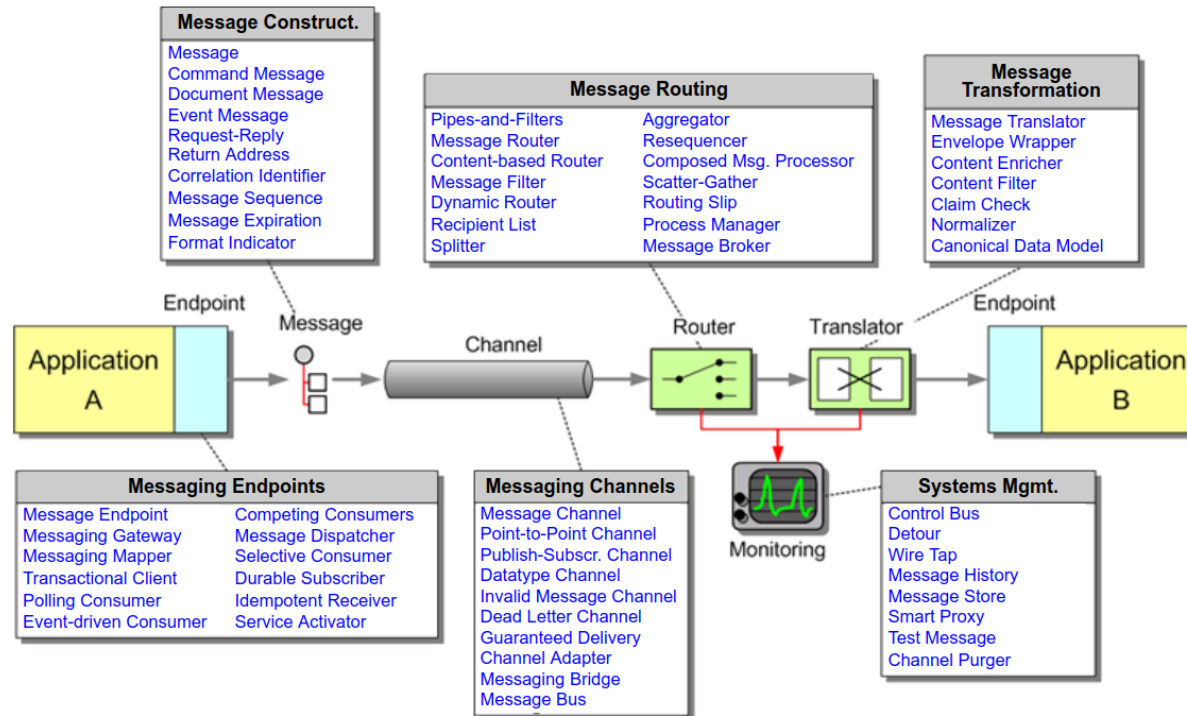 Message Construct.
Message
Command Message
Document Message
Event Message
Request-Reply
Return Address
Correlation Identifier
Message Sequence
Message Expiration
Format Indicator
Message Routing
Pipes-and-Filters
Message Router
Content-based Router
Message Filter
Dynamic Router
Recipient List
Splitter
Aggregator
Resequencer
Composed Msg. Processor
Scatter-Gather
Routing Slip
Process Manager
Message Broker
Message
Transformation
Message Translator
Envelope Wrapper
Content Enricher
Content Filter
Claim Check
Normalizer
Canonical Data Model
Endpoint
Message
Channel
Router
Translator
Endpoint
Application
A
Application
B
Messaging Endpoints
Message Endpoint
Messaging Gateway
Messaging Mapper
Transactional Client
Polling Consumer
Event-driven Consumer
Competing Consumers
Message Dispatcher
Selective Consumer
Durable Subscriber
Idempotent Receiver
Service Activator
Messaging Channels
Message Channel
Point-to-Point Channel
Publish-Subscr. Channel
Datatype Channel
Invalid Message Channel
Dead Letter Channel
Guaranteed Delivery
Channel Adapter
Messaging Bridge
Message Bus
Monitoring
Systems Mgmt.
Control Bus
Detour
Wire Tap
Message History
Message Store
Smart Proxy
Test Message
Channel Purger